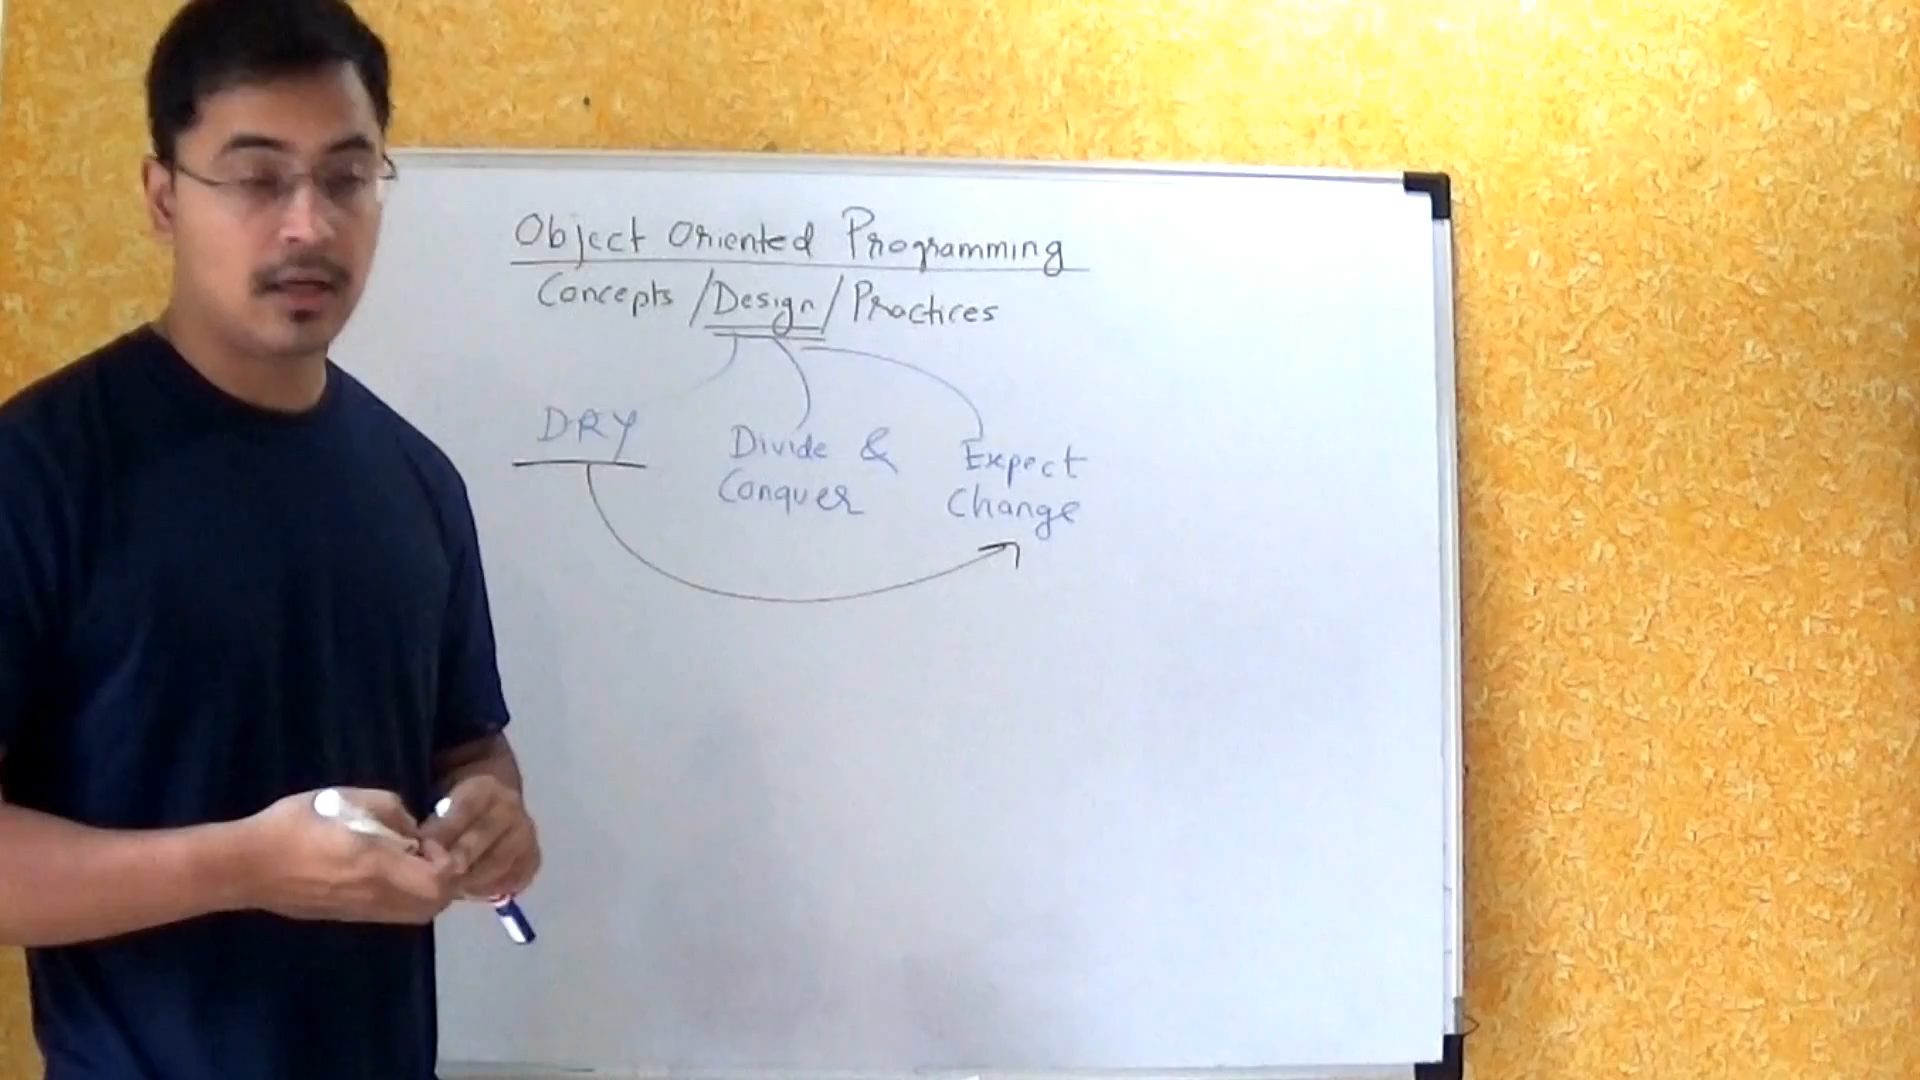 Object Oriented Programming
Concepts / Design / Practices
DRY
Divide &
Conquer
Expect
Change